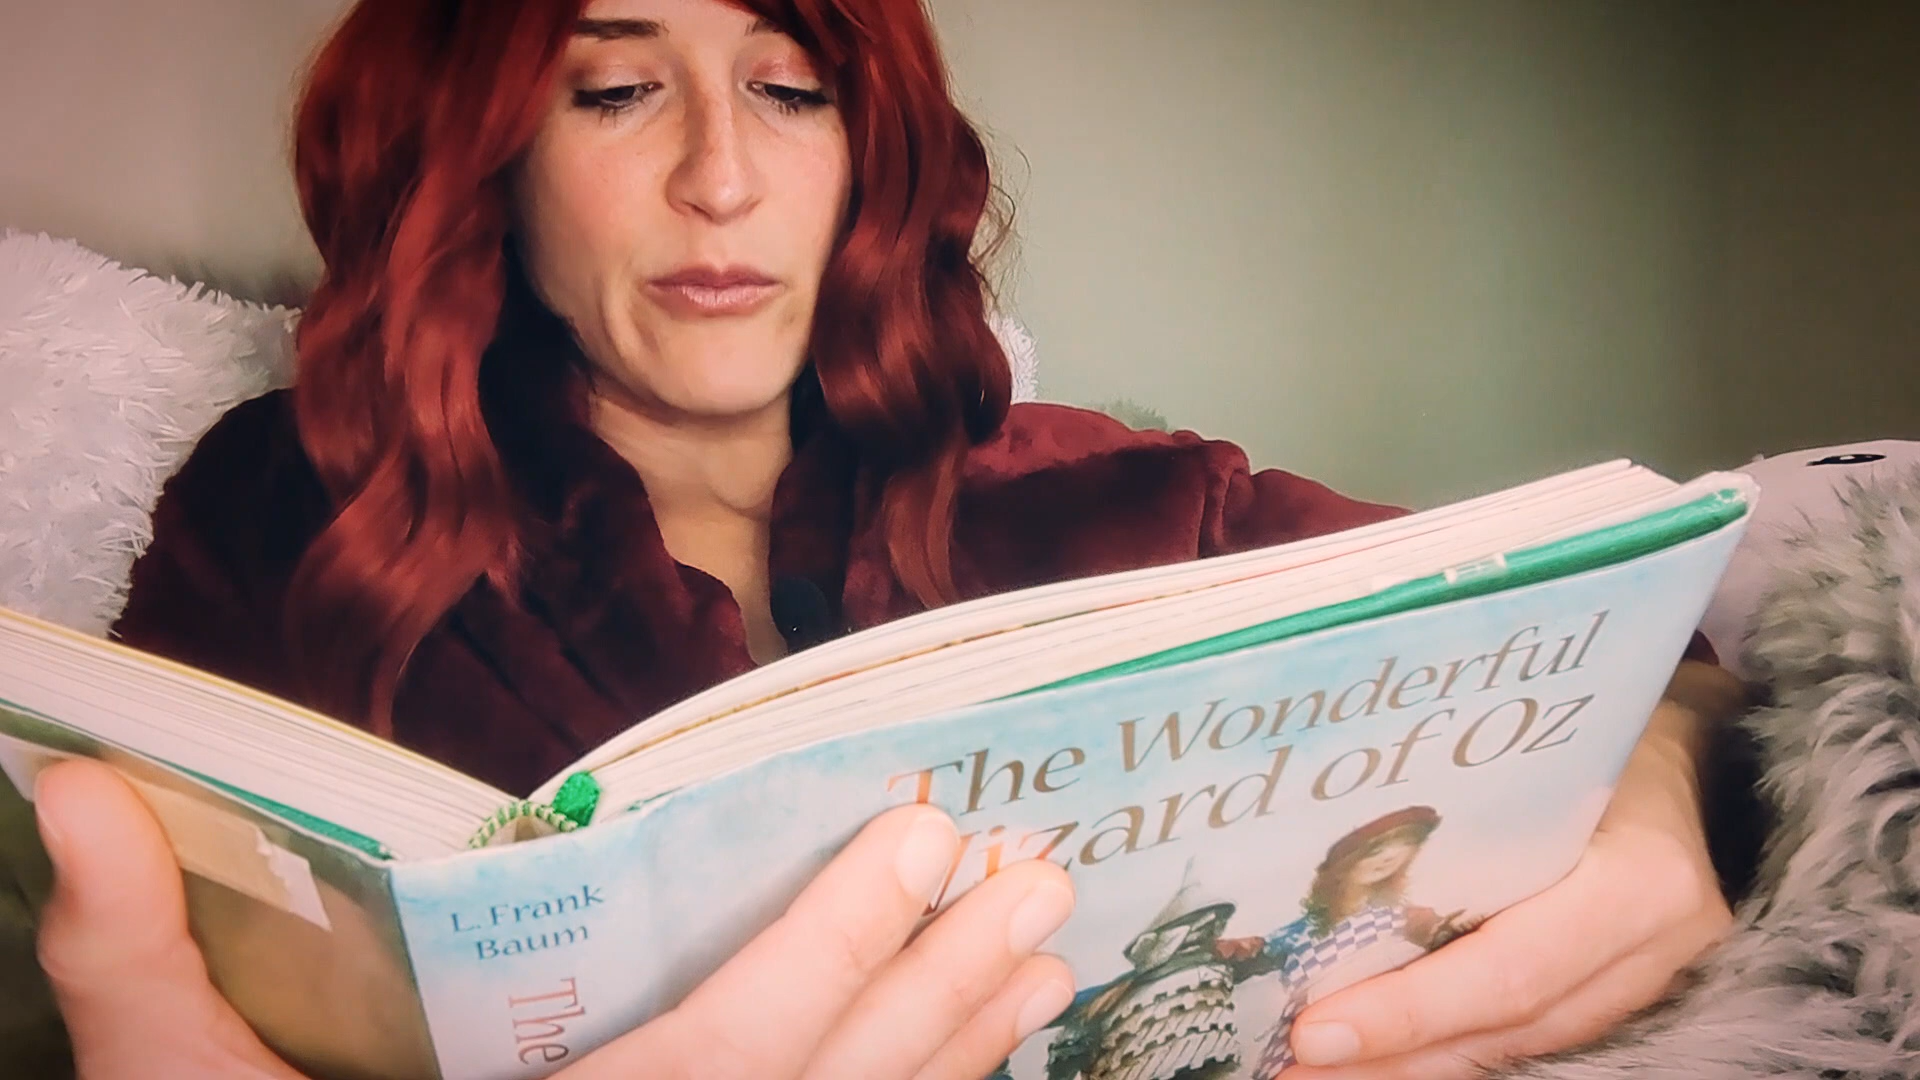 The Wonderful
Wizard of Oz
L. Frank
Baum
The